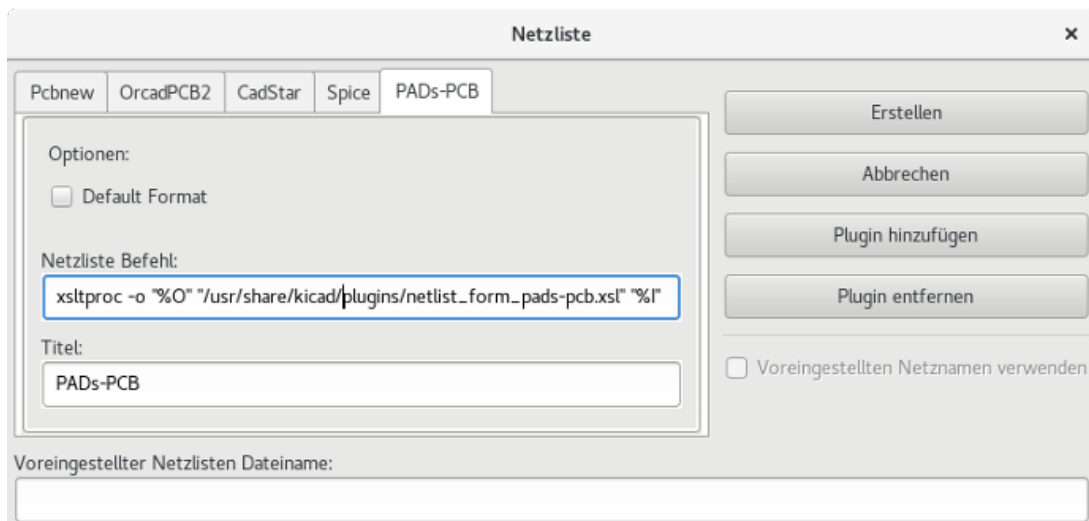 Netzliste
Pcbnew OrcadPCB2 CadStar Spice PADs-PCB
Optionen:
Default Format
Netzliste Befehl:
xsltproc -o "%O" "/usr/share/kicad/plugins/netlist_form_pads-pcb.xsl" "%I"
Titel:
PADs-PCB
Erstellen
Abbrechen
Plugin hinzufügen
Plugin entfernen
Voreingestellten Netznamen verwenden
Voreingestellter Netzlisten Dateiname: